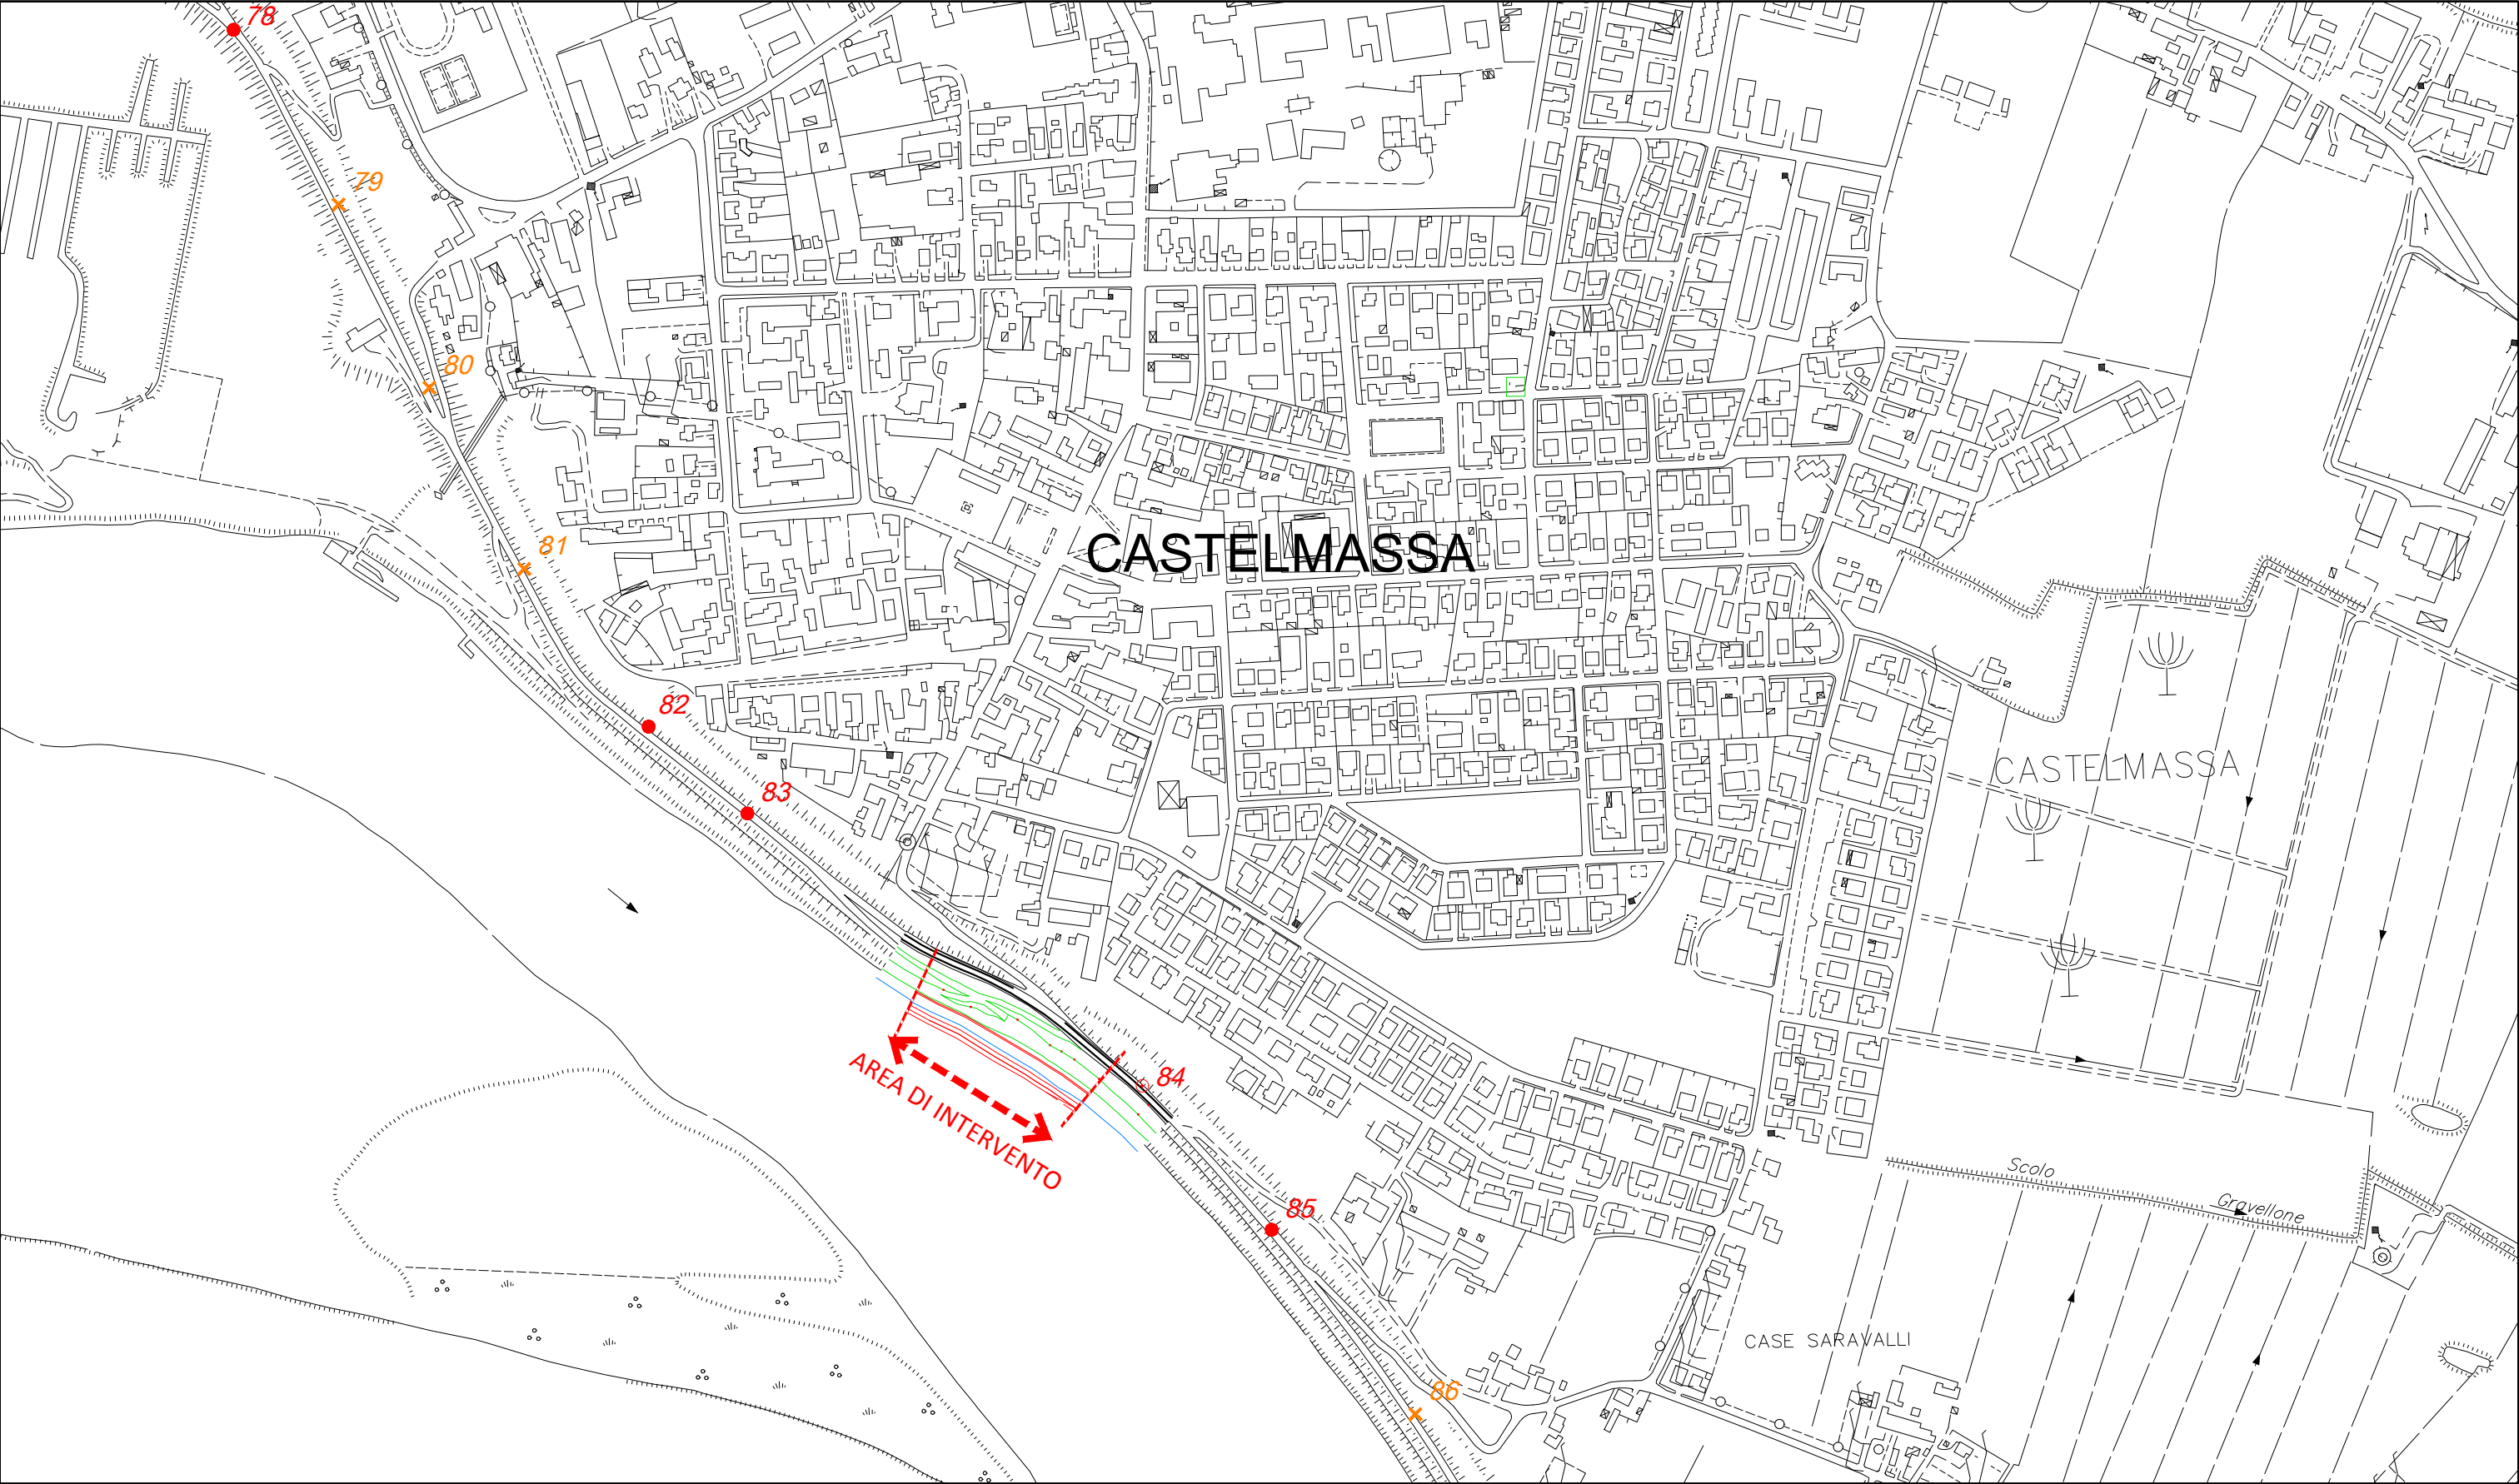 78
79
80
81
CASTELMASSA
82
CASTELMASSA
83
84
AREA DI INTERVENTO
Scolo
Gravellone
85
CASE SARAVALLI
86